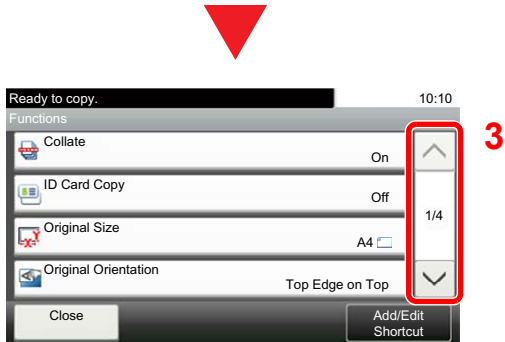 Ready to copy. 10:10
Functions
Collate
On
3
ID Card Copy
Off
1/4
Original Size
A4
Original Orientation
Top Edge on Top
Close
Add/Edit
Shortcut